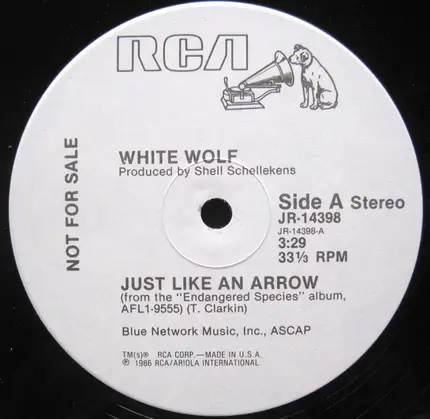 RCA
NOT FOR SALE
WHITE WOLF
Produced by Shell Schellekens
Side A Stereo
JR-14398
JR-14398-A
3:29
33⅓ RPM
JUST LIKE AN ARROW
(from the "Endangered Species" album,
AFL1-9555) (T. Clarkin)
Blue Network Music, Inc., ASCAP
TM(s)® RCA CORP.—MADE IN U.S.A.
℗ 1986 RCA/ARIOLA INTERNATIONAL